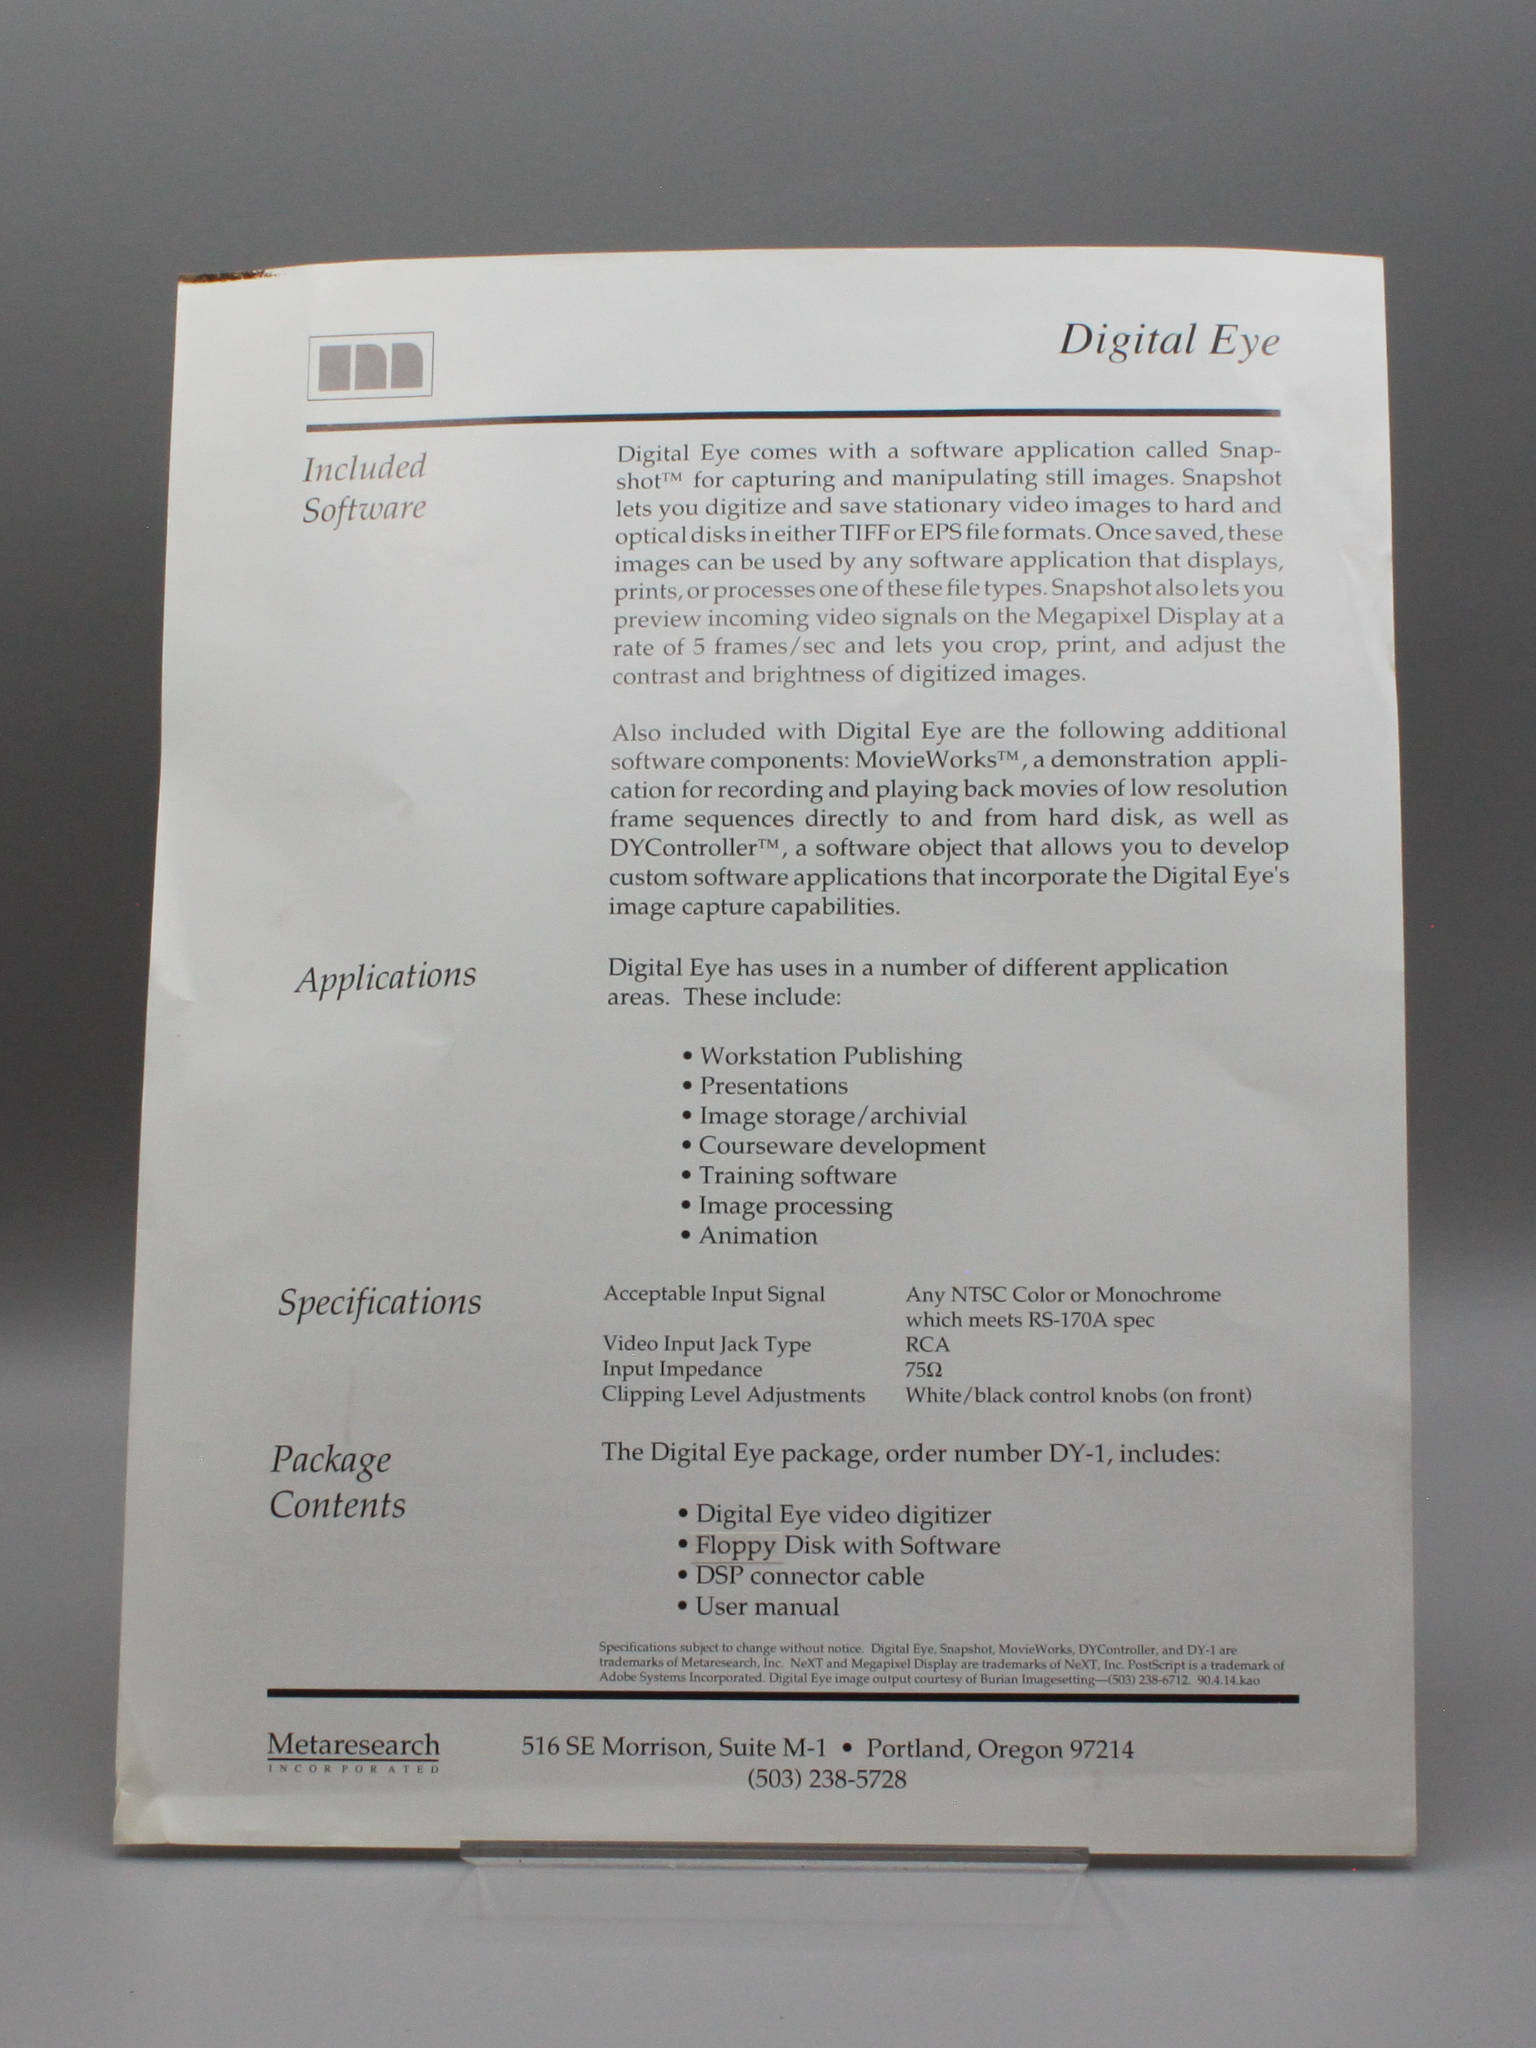 Digital Eye
Included
Software
Digital Eye comes with a software application called Snap-
shot™ for capturing and manipulating still images. Snapshot
lets you digitize and save stationary video images to hard and
optical disks in either TIFF or EPS file formats. Once saved, these
images can be used by any software application that displays,
prints, or processes one of these file types. Snapshot also lets you
preview incoming video signals on the Megapixel Display at a
rate of 5 frames/sec and lets you crop, print, and adjust the
contrast and brightness of digitized images.
Also included with Digital Eye are the following additional
software components: MovieWorks™, a demonstration appli-
cation for recording and playing back movies of low resolution
frame sequences directly to and from hard disk, as well as
DYController™, a software object that allows you to develop
custom software applications that incorporate the Digital Eye's
image capture capabilities.
Applications
Digital Eye has uses in a number of different application
areas. These include:
• Workstation Publishing
• Presentations
• Image storage/archivial
• Courseware development
• Training software
• Image processing
• Animation
Specifications
Acceptable Input Signal Any NTSC Color or Monochrome
which meets RS-170A spec
Video Input Jack Type RCA
Input Impedance 75Ω
Clipping Level Adjustments White/black control knobs (on front)
Package
Contents
The Digital Eye package, order number DY-1, includes:
• Digital Eye video digitizer
• Floppy Disk with Software
• DSP connector cable
• User manual
Specifications subject to change without notice. Digital Eye, Snapshot, MovieWorks, DYController, and DY-1 are
trademarks of Metaresearch, Inc. NeXT and Megapixel Display are trademarks of NeXT, Inc. PostScript is a trademark of
Adobe Systems Incorporated. Digital Eye image output courtesy of Burian Imagesetting—(503) 238-6712. 90.4.14.kao
Metaresearch
INCORPORATED
516 SE Morrison, Suite M-1 • Portland, Oregon 97214
(503) 238-5728